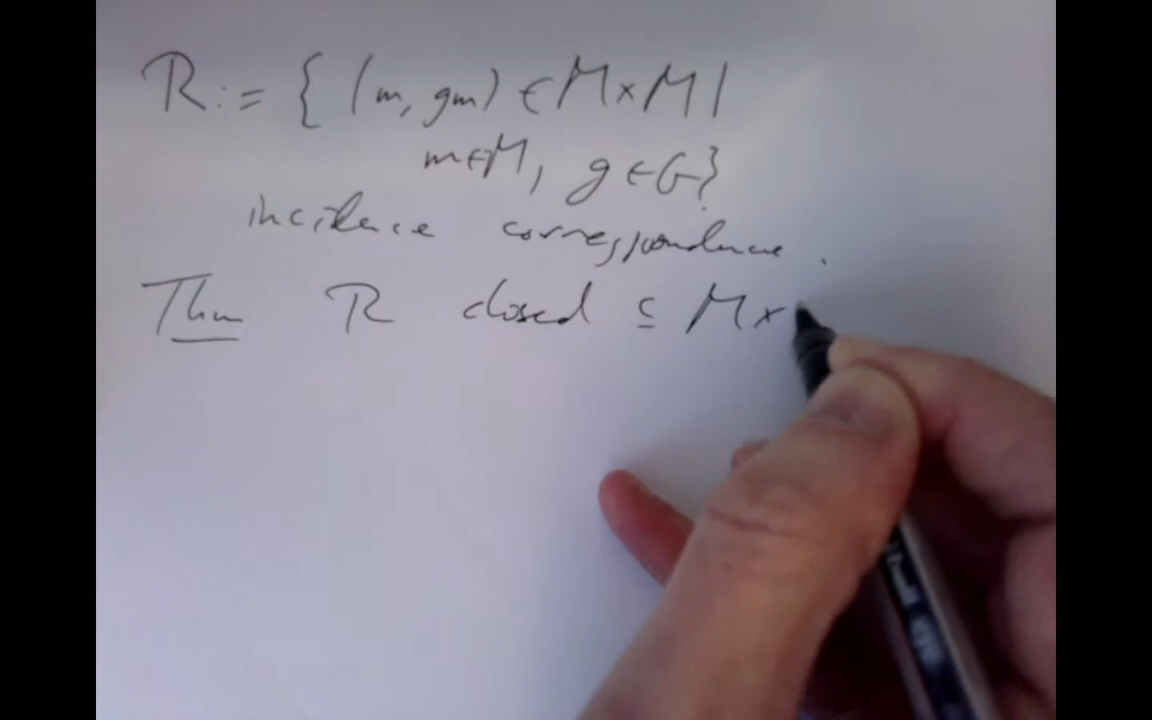 R := { (m, gm) ∈ M × M |
m ∈ M, g ∈ G }
incidence correspondence.
Thm R closed ⊆ M ×